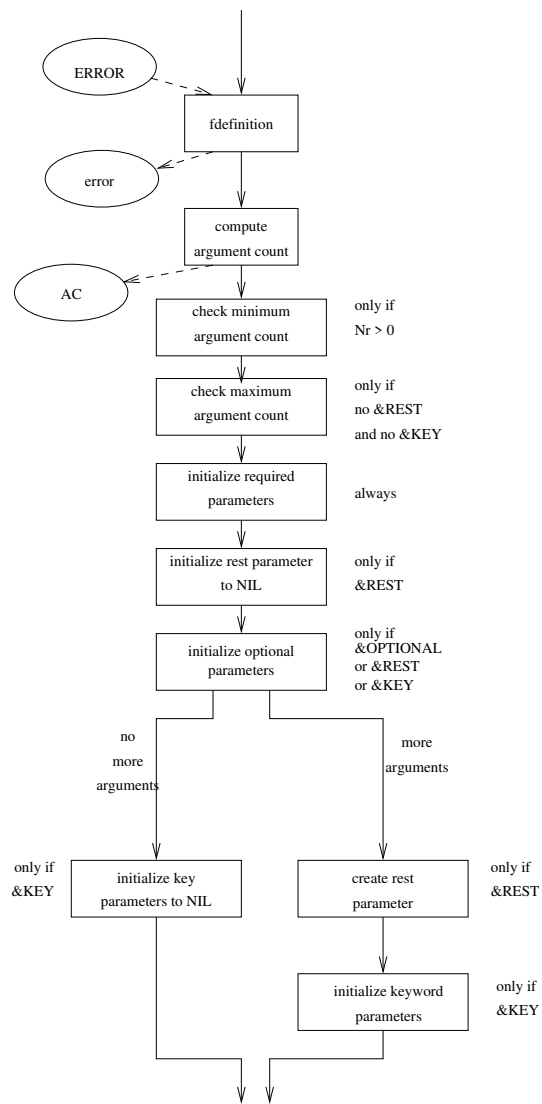 ERROR
fdefinition
error
compute
argument count
AC
check minimum
argument count
only if
Nr > 0
check maximum
argument count
only if
no &REST
and no &KEY
initialize required
parameters
always
initialize rest parameter
to NIL
only if
&REST
initialize optional
parameters
only if
&OPTIONAL
or &REST
or &KEY
no
more
arguments
more
arguments
only if
&KEY
initialize key
parameters to NIL
create rest
parameter
only if
&REST
initialize keyword
parameters
only if
&KEY